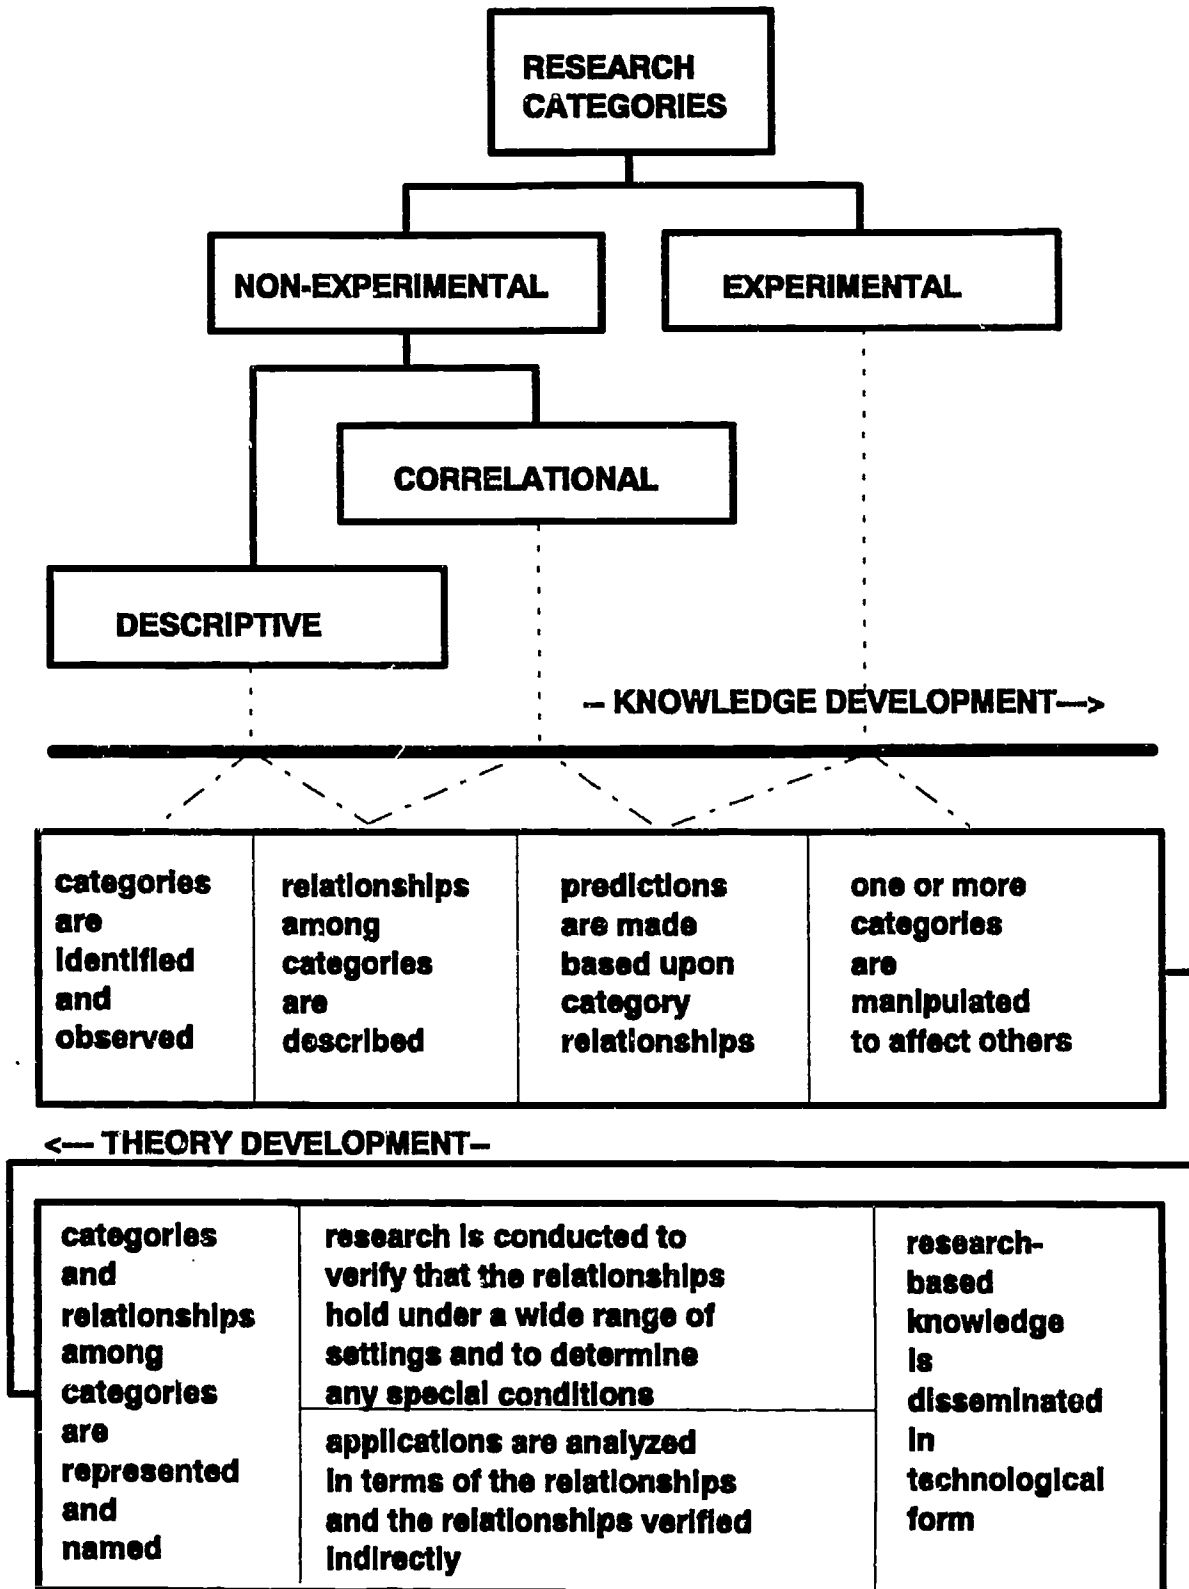 RESEARCH
CATEGORIES
NON-EXPERIMENTAL
EXPERIMENTAL
CORRELATIONAL
DESCRIPTIVE
-- KNOWLEDGE DEVELOPMENT--->
categories
are
identified
and
observed
relationships
among
categories
are
described
predictions
are made
based upon
category
relationships
one or more
categories
are
manipulated
to affect others
<--- THEORY DEVELOPMENT--
categories
and
relationships
among
categories
are
represented
and
named
research is conducted to
verify that the relationships
hold under a wide range of
settings and to determine
any special conditions
applications are analyzed
in terms of the relationships
and the relationships verified
indirectly
research-
based
knowledge
is
disseminated
in
technological
form